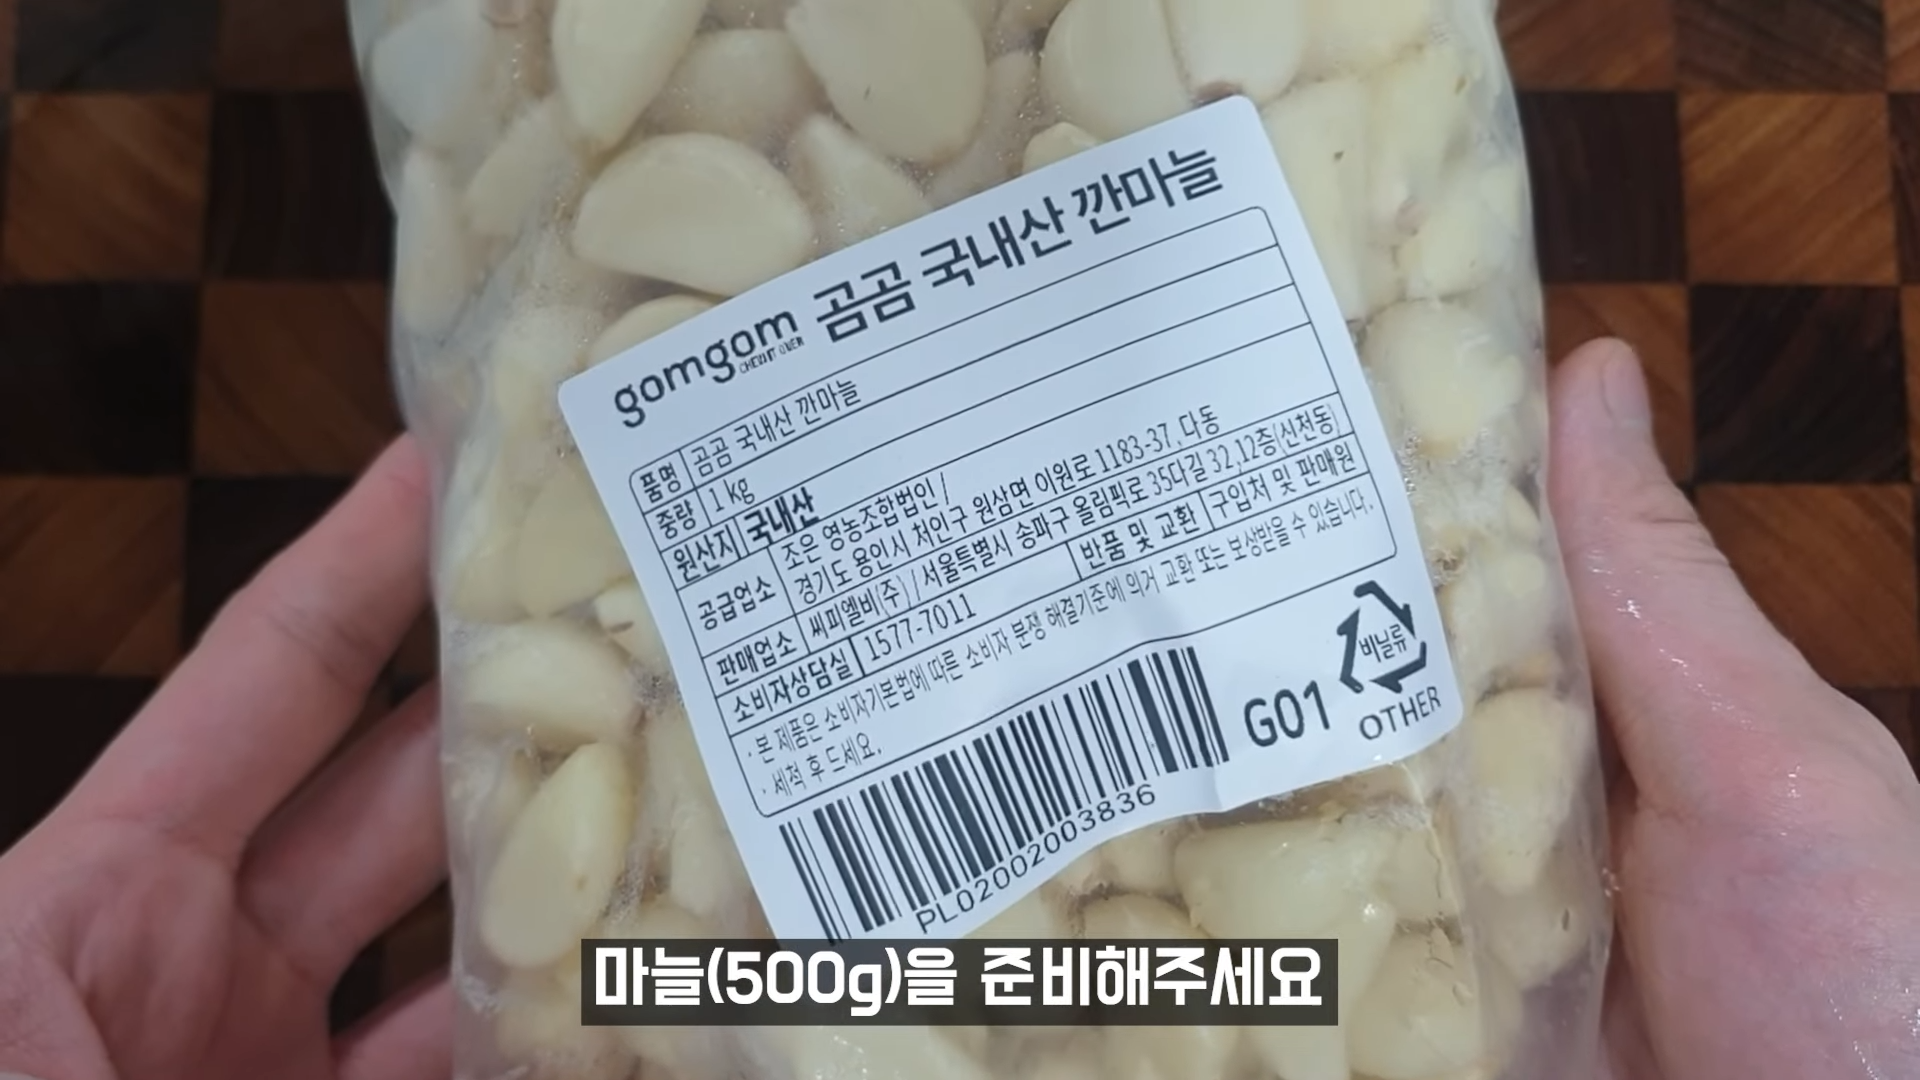 gomgom 곰곰 국내산 깐마늘
품명 곰곰 국내산 깐마늘
중량 1 kg
원산지 국내산
공급업소 조은 영농조합법인 /
경기도 용인시 처인구 원삼면 이원로 1183-37, 다동
판매업소 씨피엘비(주) / 서울특별시 송파구 올림픽로 35다길 32, 12층(신천동)
소비자상담실 1577-7011 반품 및 교환 구입처 및 판매원
· 본 제품은 소비자기본법에 따른 소비자 분쟁 해결기준에 의거 교환 또는 보상받을 수 있습니다.
· 세척 후 드세요.
PL02002003836
G01
비닐류
OTHER
마늘(500g)을 준비해주세요